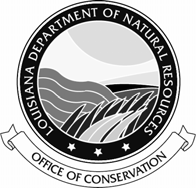 LOUISIANA DEPARTMENT OF NATURAL RESOURCES
OFFICE OF CONSERVATION